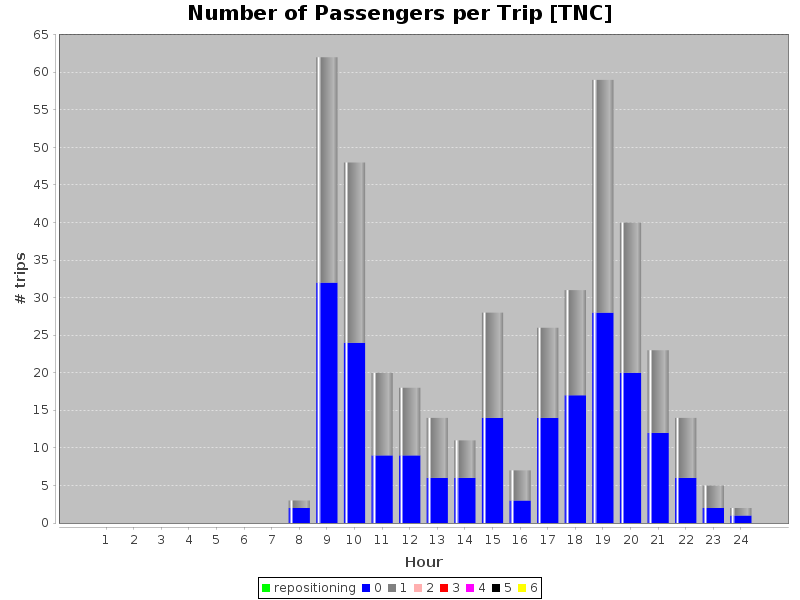 Number of Passengers per Trip [TNC]
65
60
55
50
45
40
35
30
25
20
15
10
5
0
# trips
1 2 3 4 5 6 7 8 9 10 11 12 13 14 15 16 17 18 19 20 21 22 23 24
Hour
repositioning 0 1 2 3 4 5 6